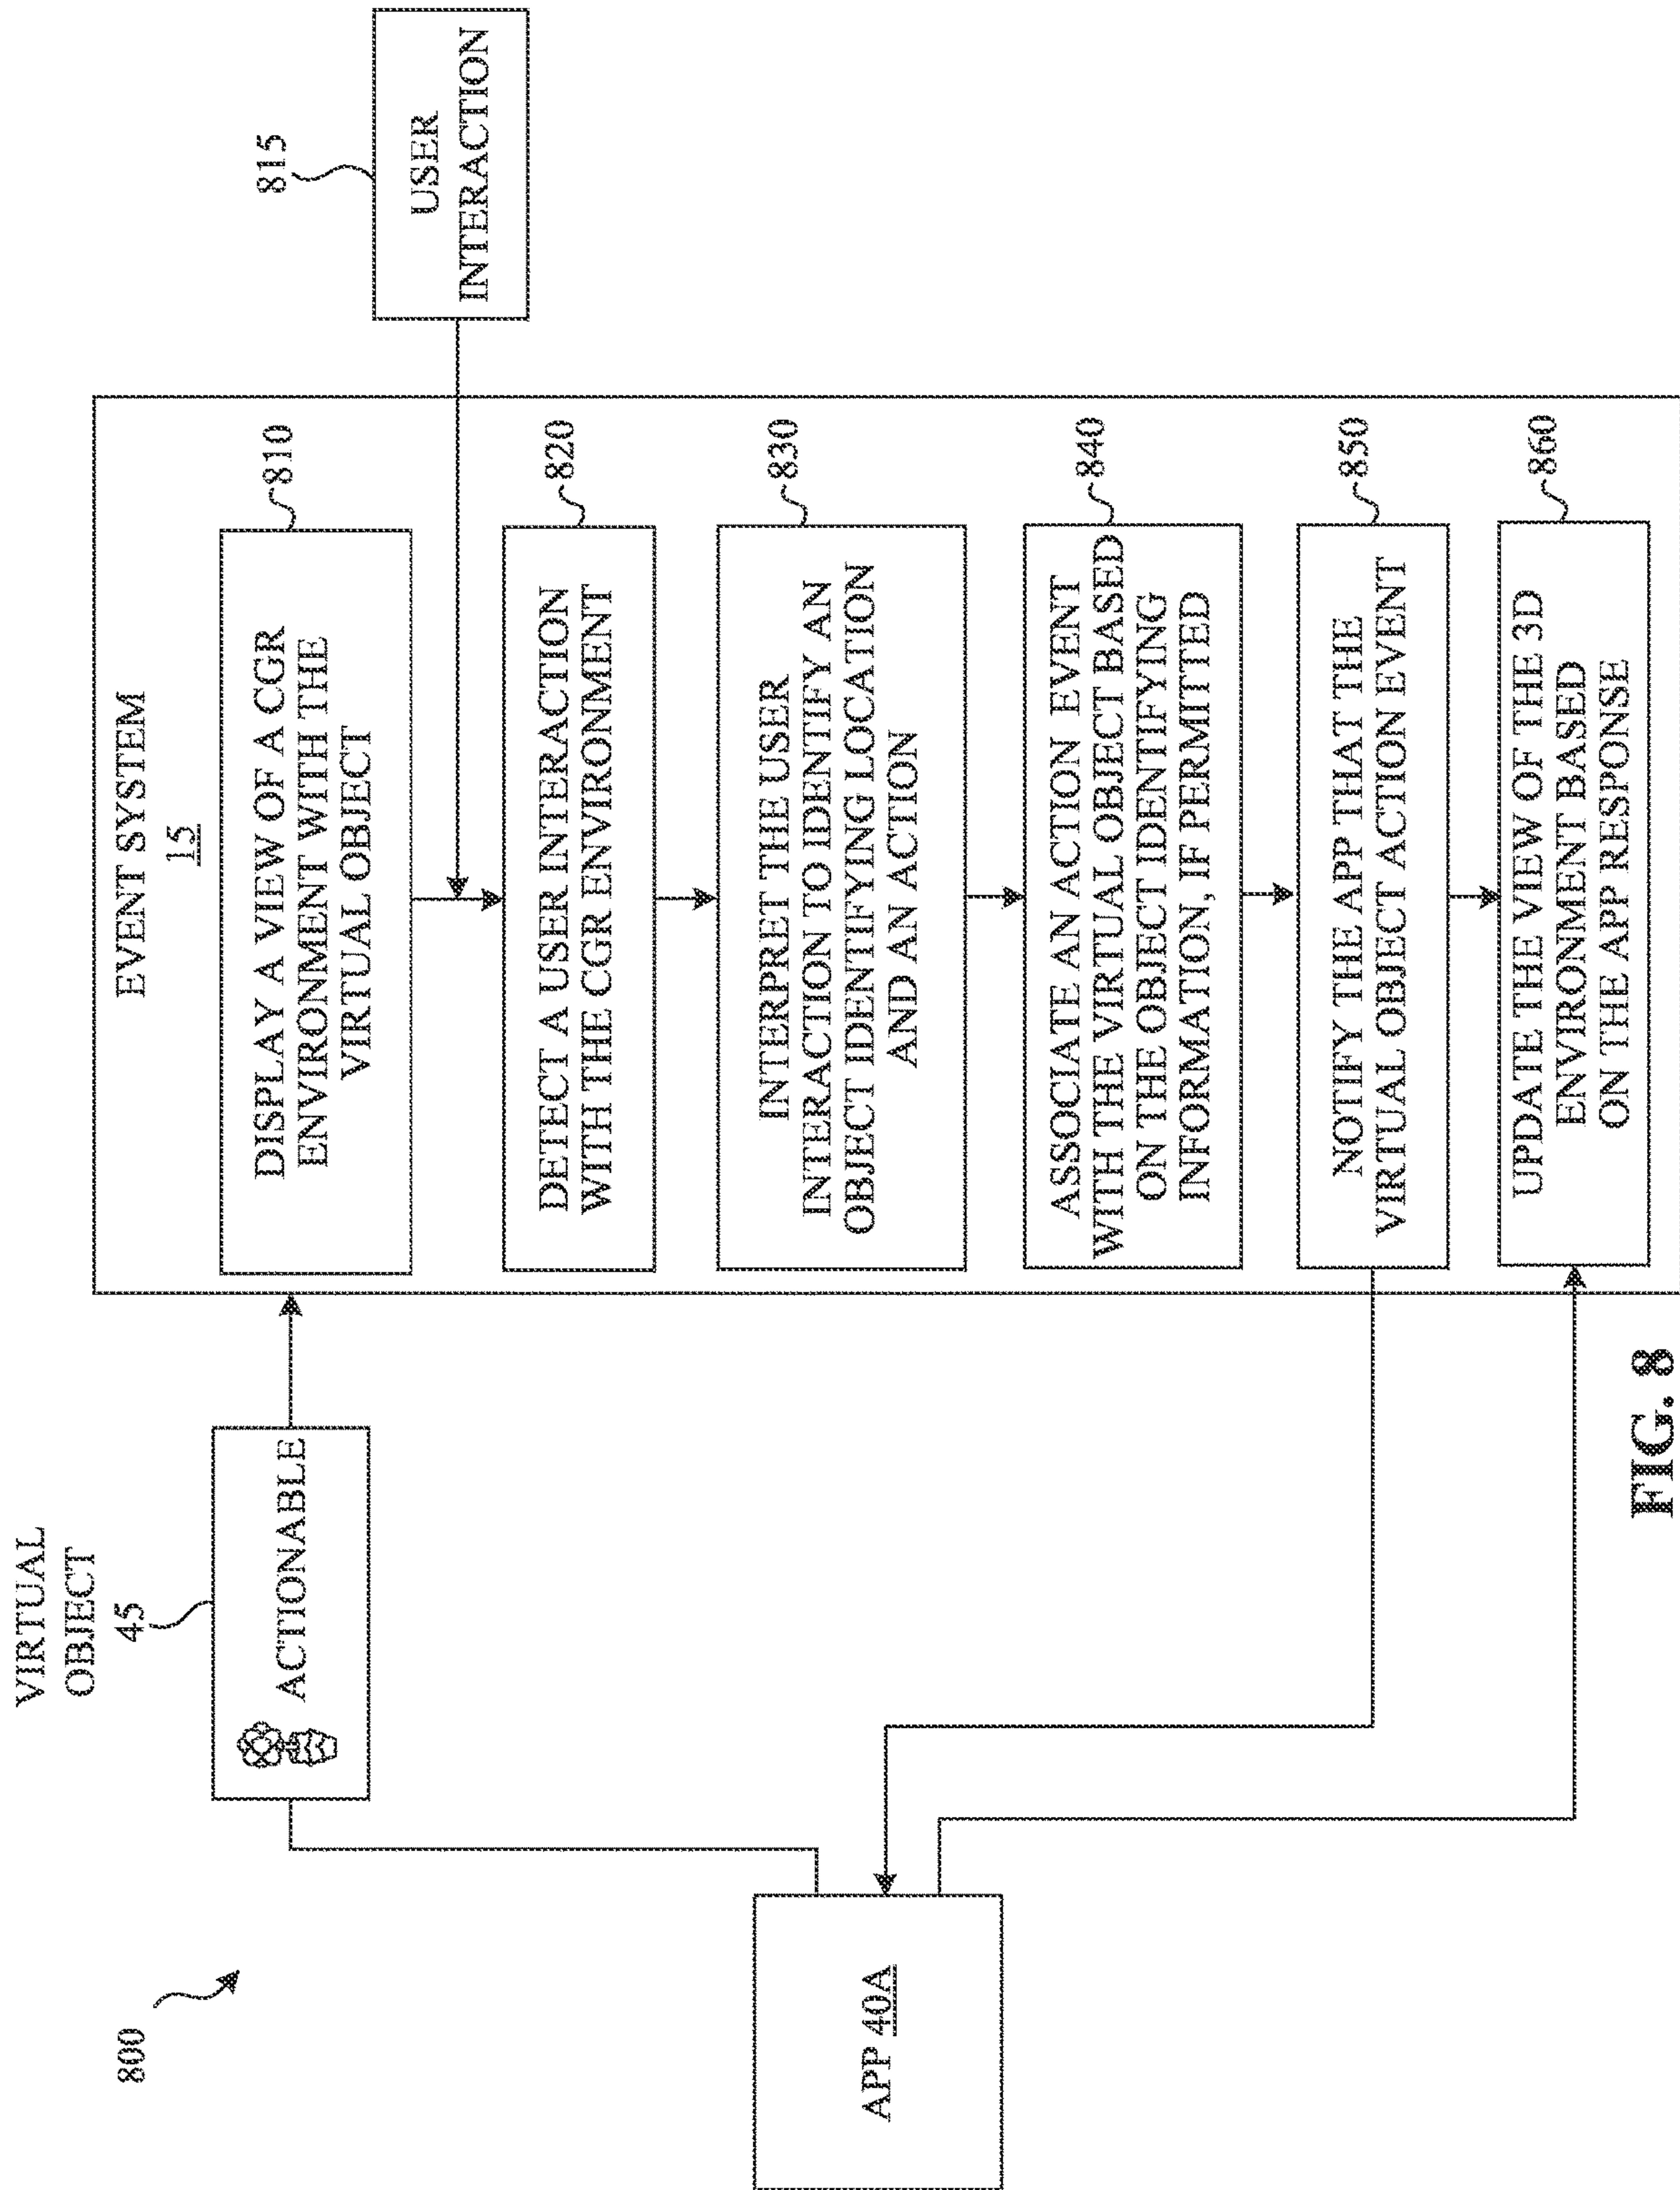 800
VIRTUAL
OBJECT
45
ACTIONABLE
APP 40A
EVENT SYSTEM
15
DISPLAY A VIEW OF A CGR
ENVIRONMENT WITH THE
VIRTUAL OBJECT
810
USER
INTERACTION
815
DETECT A USER INTERACTION
WITH THE CGR ENVIRONMENT
820
INTERPRET THE USER
INTERACTION TO IDENTIFY AN
OBJECT IDENTIFYING LOCATION
AND AN ACTION
830
ASSOCIATE AN ACTION EVENT
WITH THE VIRTUAL OBJECT BASED
ON THE OBJECT IDENTIFYING
INFORMATION, IF PERMITTED
840
NOTIFY THE APP THAT THE
VIRTUAL OBJECT ACTION EVENT
850
UPDATE THE VIEW OF THE 3D
ENVIRONMENT BASED
ON THE APP RESPONSE
860
FIG. 8